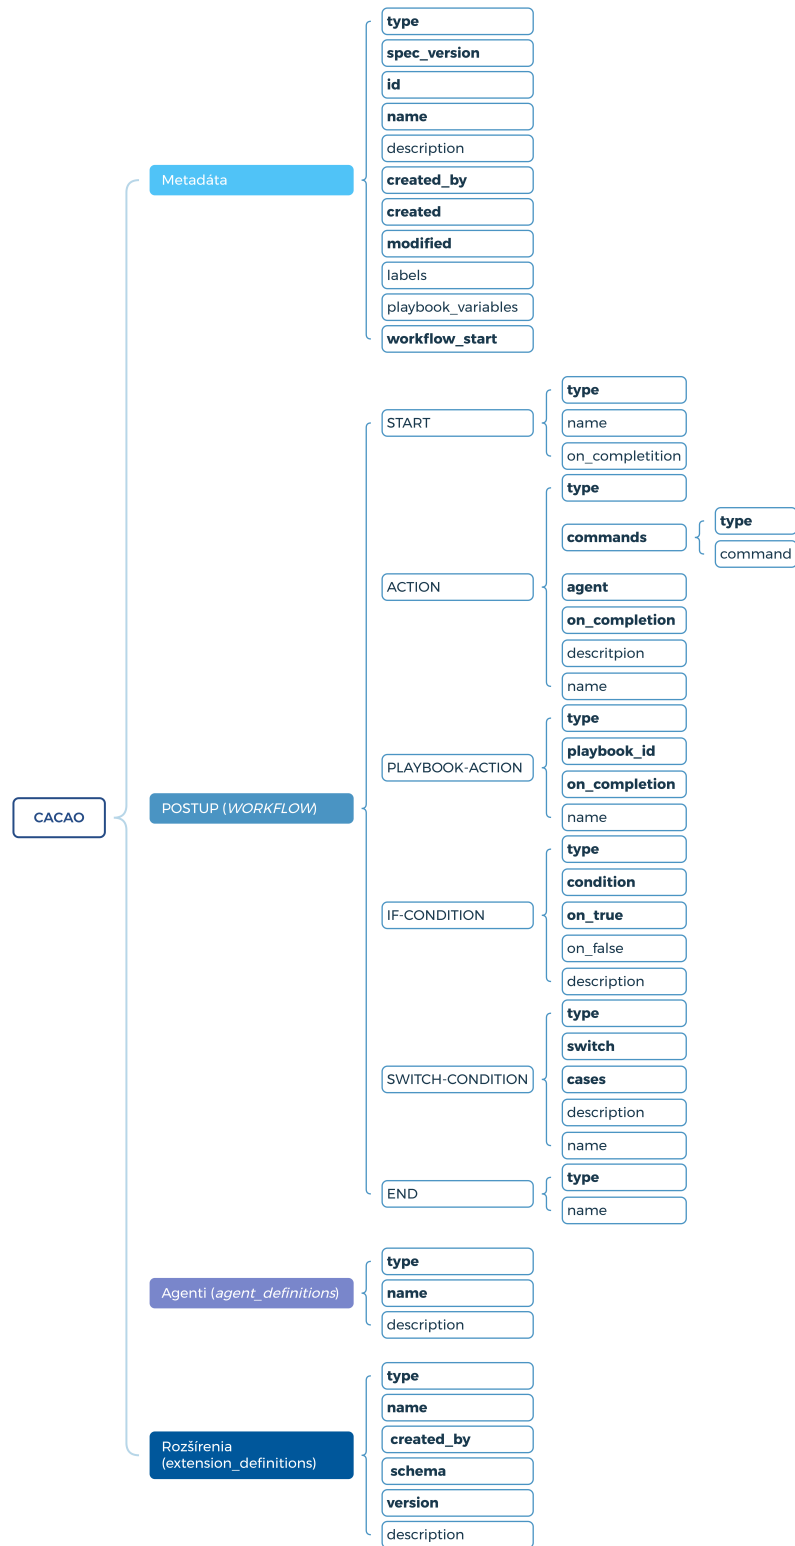 CACAO
Metadáta
type
spec_version
id
name
description
created_by
created
modified
labels
playbook_variables
workflow_start
POSTUP (WORKFLOW)
START
type
name
on_completition
ACTION
type
commands
type
command
agent
on_completion
descritpion
name
PLAYBOOK-ACTION
type
playbook_id
on_completion
name
IF-CONDITION
type
condition
on_true
on_false
description
SWITCH-CONDITION
type
switch
cases
description
name
END
type
name
Agenti (agent_definitions)
type
name
description
Rozšírenia
(extension_definitions)
type
name
created_by
schema
version
description